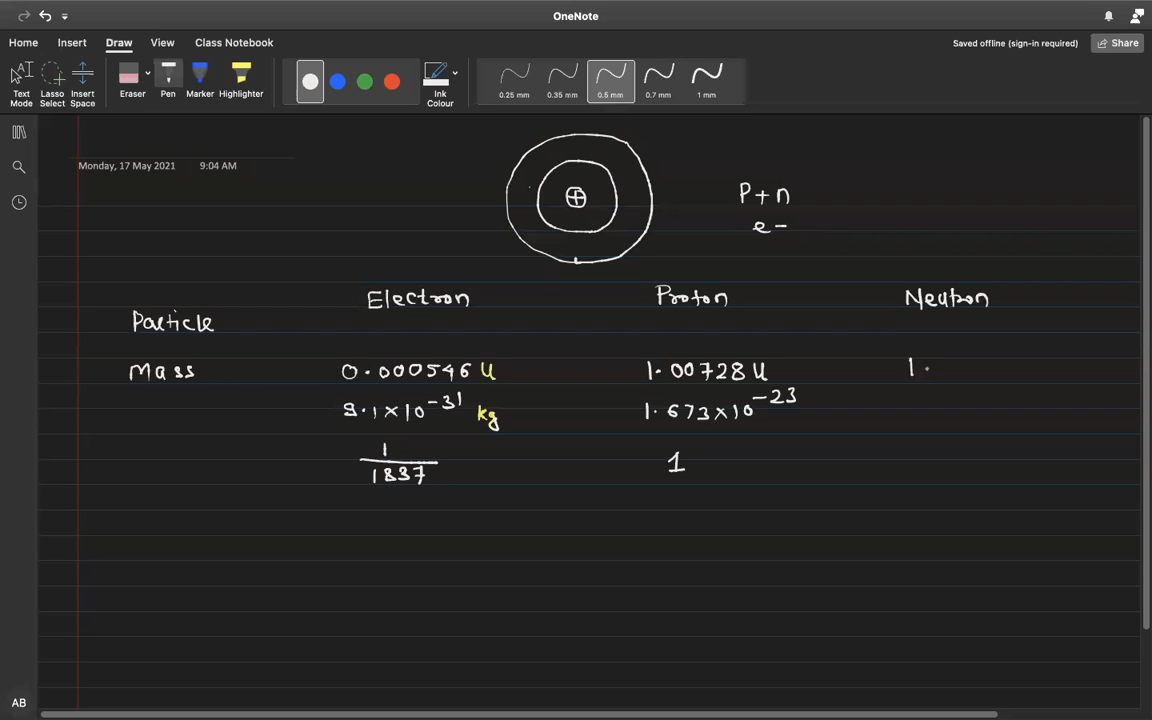 OneNote
Home Insert Draw View Class Notebook
Saved offline (sign-in required) Share
Text Mode Lasso Select Insert Space Eraser Pen Marker Highlighter Ink Colour 0.25 mm 0.35 mm 0.5 mm 0.7 mm 1 mm
Monday, 17 May 2021 9:04 AM
+
P + n
e −
Electron Proton Neutron
Particle
Mass 0.000546 U 1.00728 U 1.
9.1 × 10⁻³¹ kg 1.673 × 10⁻²³
1/1837 1
AB